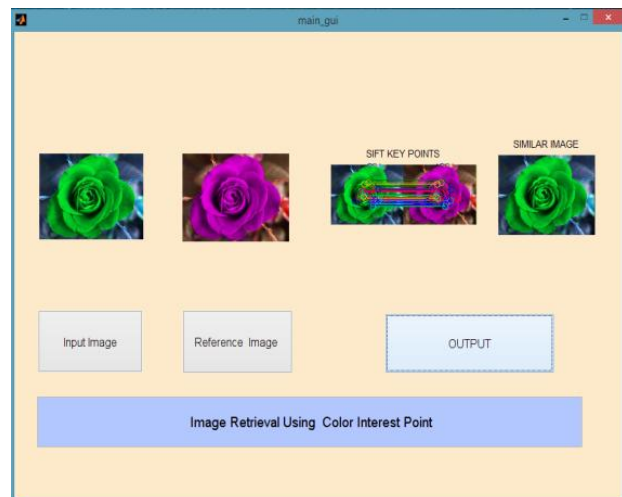 main_gui
SIFT KEY POINTS
SIMILAR IMAGE
Input Image
Reference Image
OUTPUT
Image Retrieval Using Color Interest Point